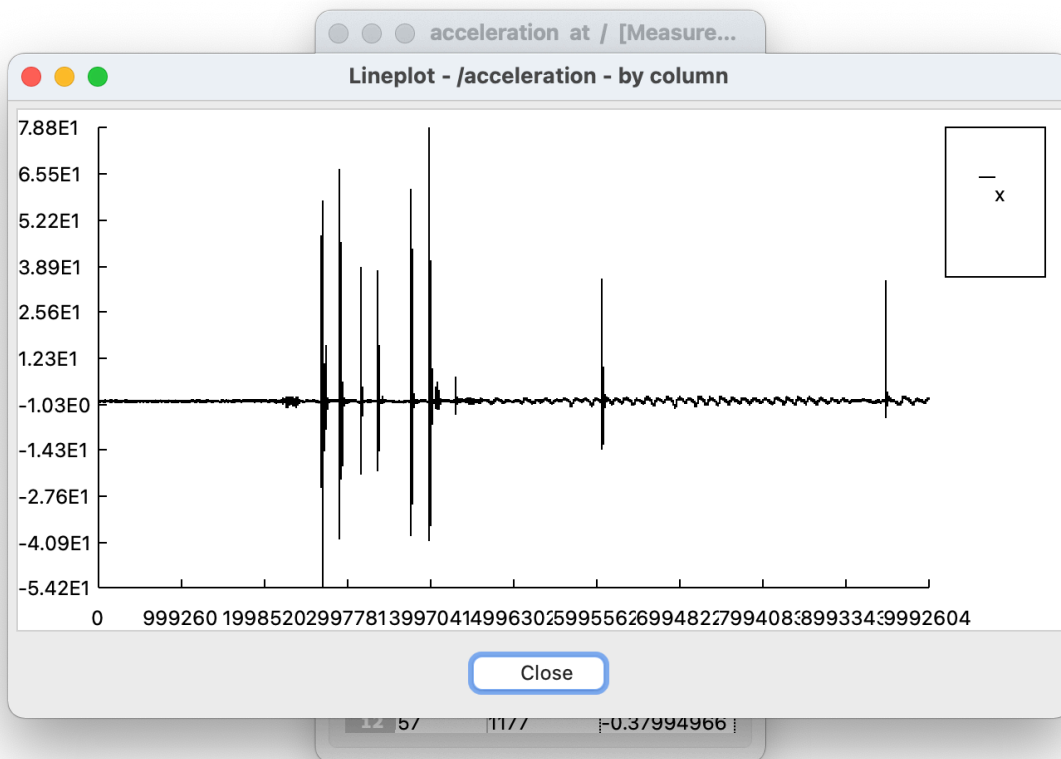 acceleration at / [Measure...
Lineplot - /acceleration - by column
7.88E1
6.55E1
5.22E1
3.89E1
2.56E1
1.23E1
-1.03E0
-1.43E1
-2.76E1
-4.09E1
-5.42E1
x
0 999260 1998520 2997781 3997041 4996302 5995562 6994822 7994083 8993343 9992604
Close
12 57 1177 -0.37994966